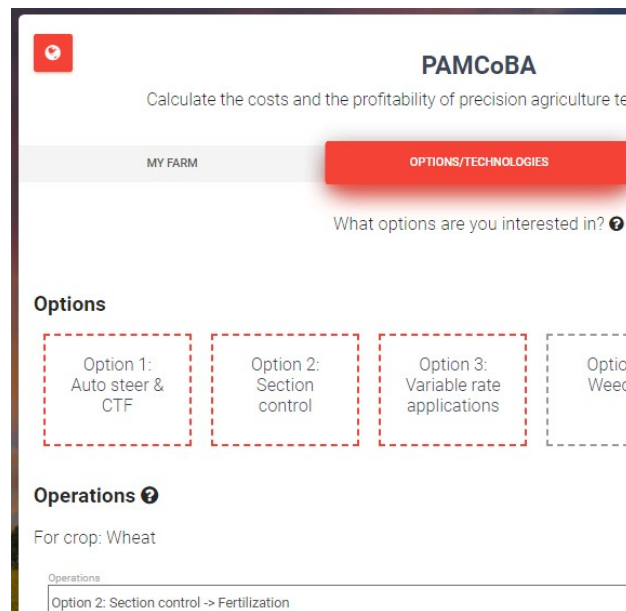 PAMCoBA
Calculate the costs and the profitability of precision agriculture te
MY FARM
OPTIONS/TECHNOLOGIES
What options are you interested in?
Options
Option 1:
Auto steer &
CTF
Option 2:
Section
control
Option 3:
Variable rate
applications
Optio
Weed
Operations
For crop: Wheat
Operations
Option 2: Section control -> Fertilization